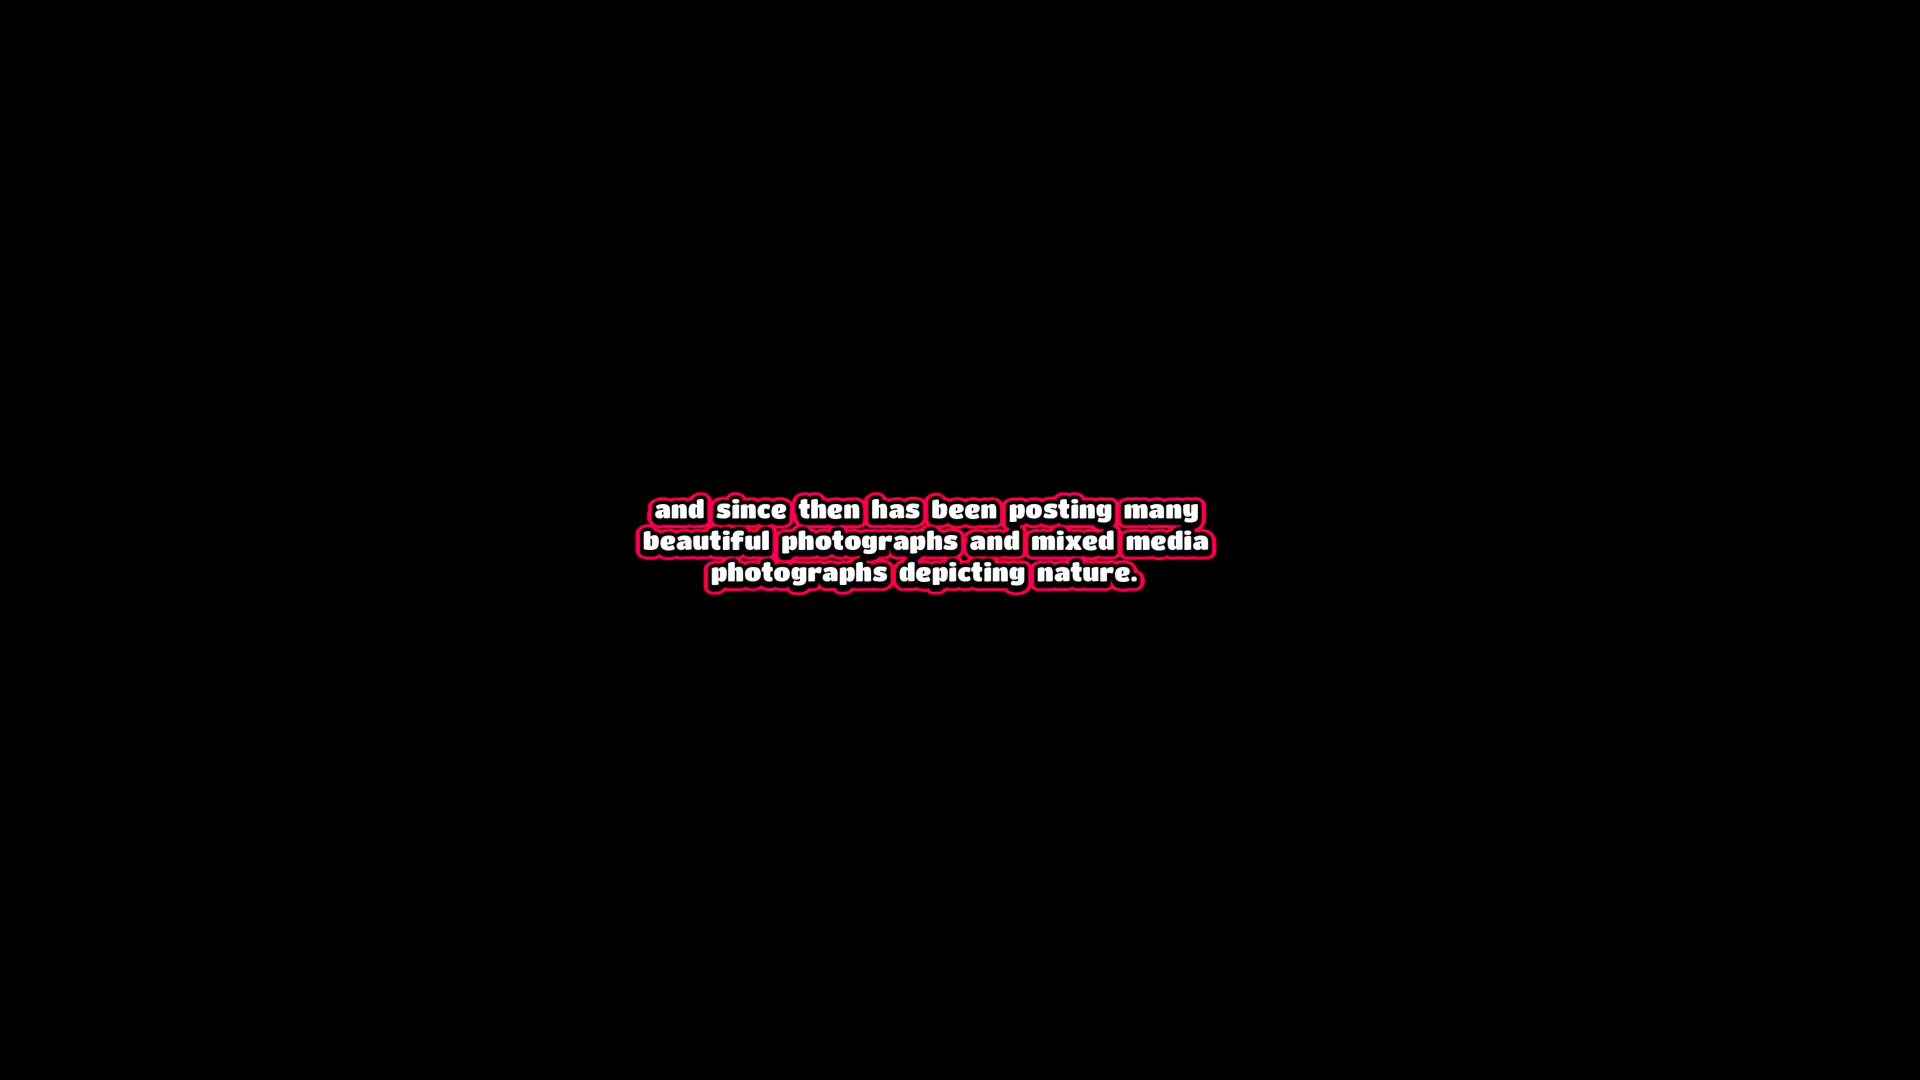 and since then has been posting many
beautiful photographs and mixed media
photographs depicting nature.